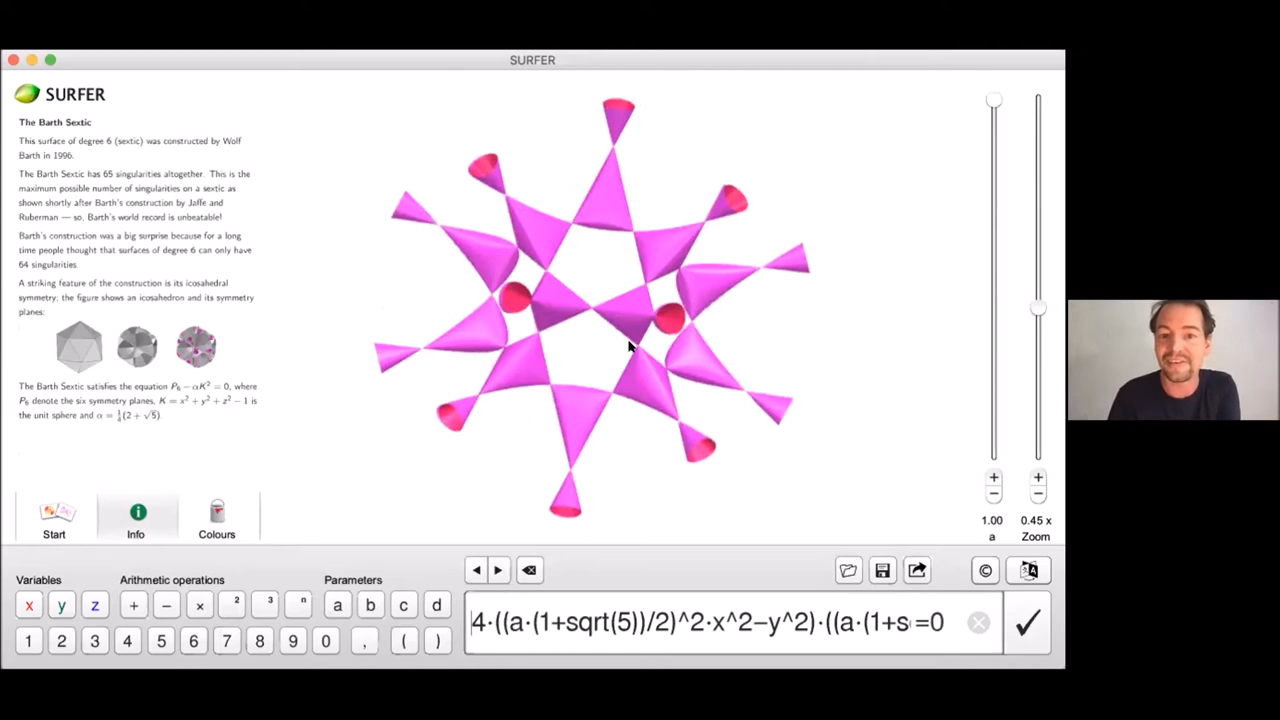 SURFER
SURFER
The Barth Sextic
This surface of degree 6 (sextic) was constructed by Wolf
Barth in 1996.
The Barth Sextic has 65 singularities altogether. This is the
maximum possible number of singularities on a sextic as
shown shortly after Barth's construction by Jaffe and
Ruberman — so, Barth's world record is unbeatable!
Barth's construction was a big surprise because for a long
time people thought that surfaces of degree 6 can only have
64 singularities.
A striking feature of the construction is its icosahedral
symmetry; the figure shows an icosahedron and its symmetry
planes:
The Barth Sextic satisfies the equation P₆ − αK² = 0, where
P₆ denote the six symmetry planes, K = x² + y² + z² − 1 is
the unit sphere and α = ¼(2 + √5).
Start
Info
Colours
+ +
− −
1.00 0.45 x
a Zoom
Variables Arithmetic operations Parameters
x y z + − × ² ³ ⁿ a b c d
1 2 3 4 5 6 7 8 9 0 , ( )
4·((a·(1+sqrt(5))/2)^2·x^2−y^2)·((a·(1+s =0